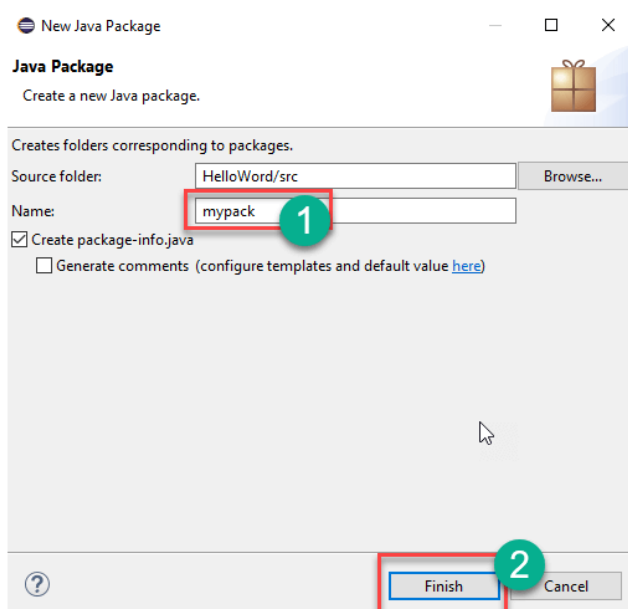 New Java Package
Java Package
Create a new Java package.
Creates folders corresponding to packages.
Source folder: HelloWord/src Browse...
Name: mypack 1
Create package-info.java
Generate comments (configure templates and default value here)
? Finish 2 Cancel